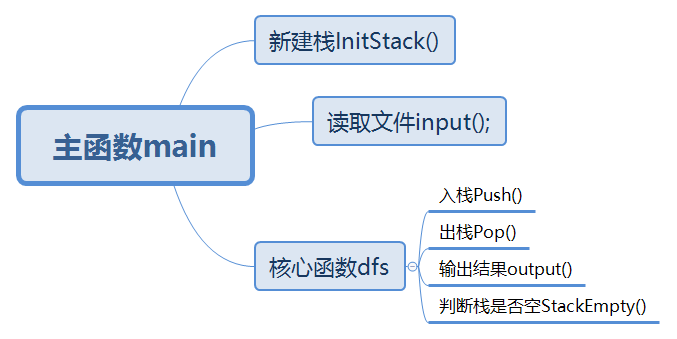 新建栈InitStack()
主函数main
读取文件input();
核心函数dfs
入栈Push()
出栈Pop()
输出结果output()
判断栈是否空StackEmpty()